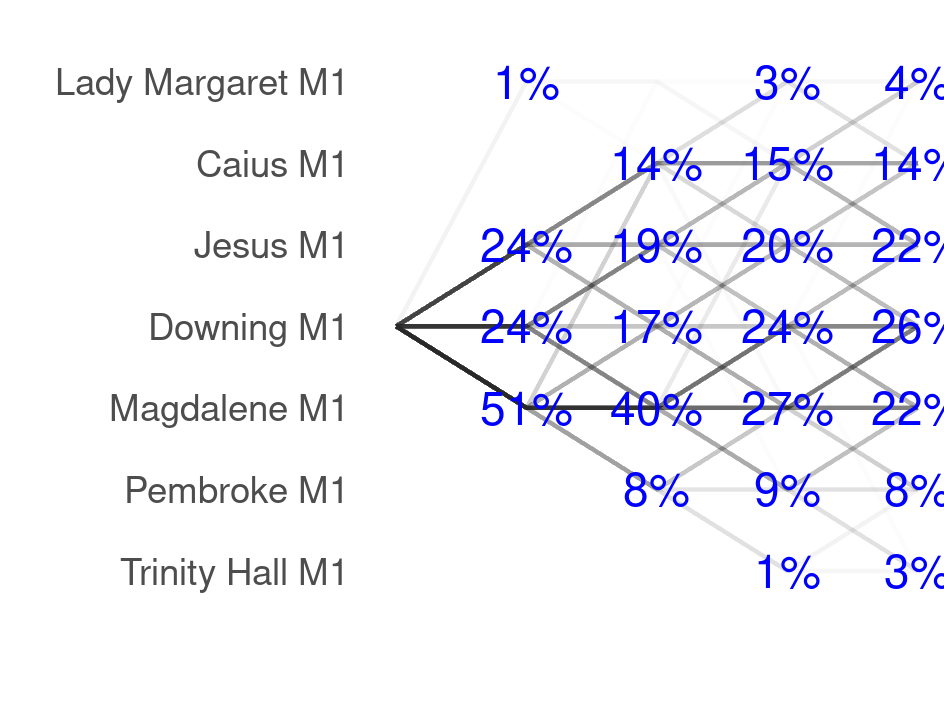 Lady Margaret M1 1% 3% 4%
Caius M1 14% 15% 14%
Jesus M1 24% 19% 20% 22%
Downing M1 24% 17% 24% 26%
Magdalene M1 51% 40% 27% 22%
Pembroke M1 8% 9% 8%
Trinity Hall M1 1% 3%